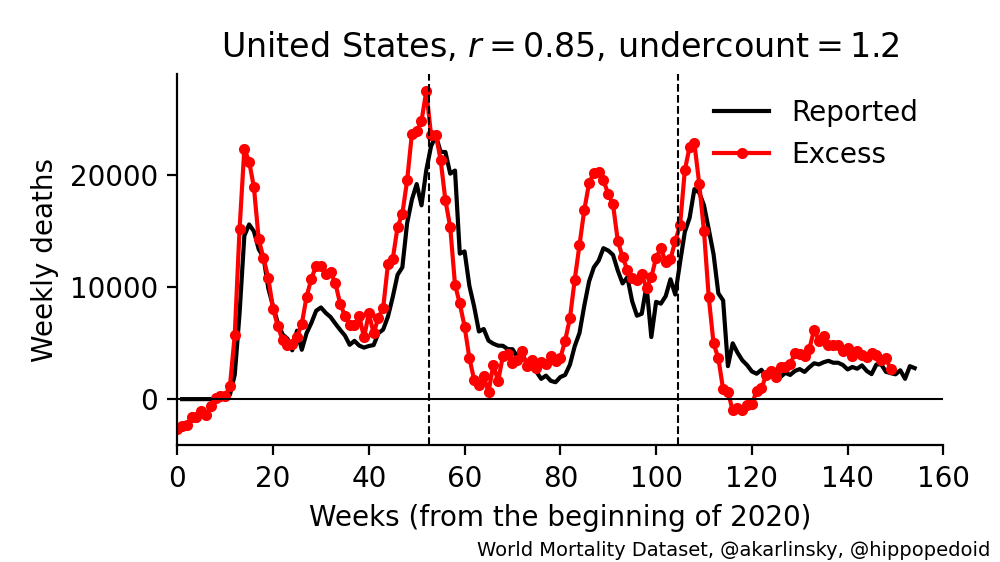 United States, r = 0.85, undercount = 1.2
Reported
Excess
Weekly deaths
20000
10000
0
0 20 40 60 80 100 120 140 160
Weeks (from the beginning of 2020)
World Mortality Dataset, @akarlinsky, @hippopedoid